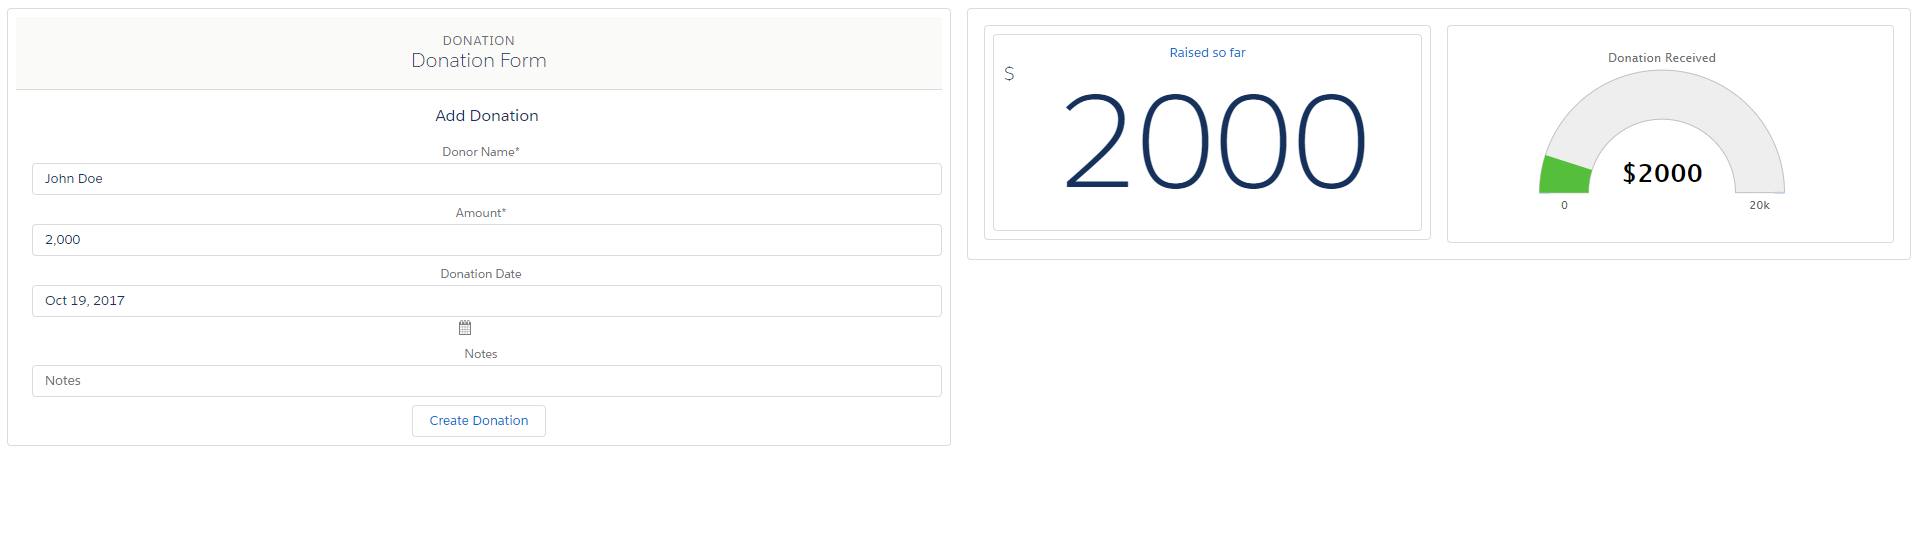 DONATION
Donation Form
Add Donation
Donor Name*
John Doe
Amount*
2,000
Donation Date
Oct 19, 2017
Notes
Notes
Create Donation
Raised so far
$
2000
Donation Received
$2000
0
20k